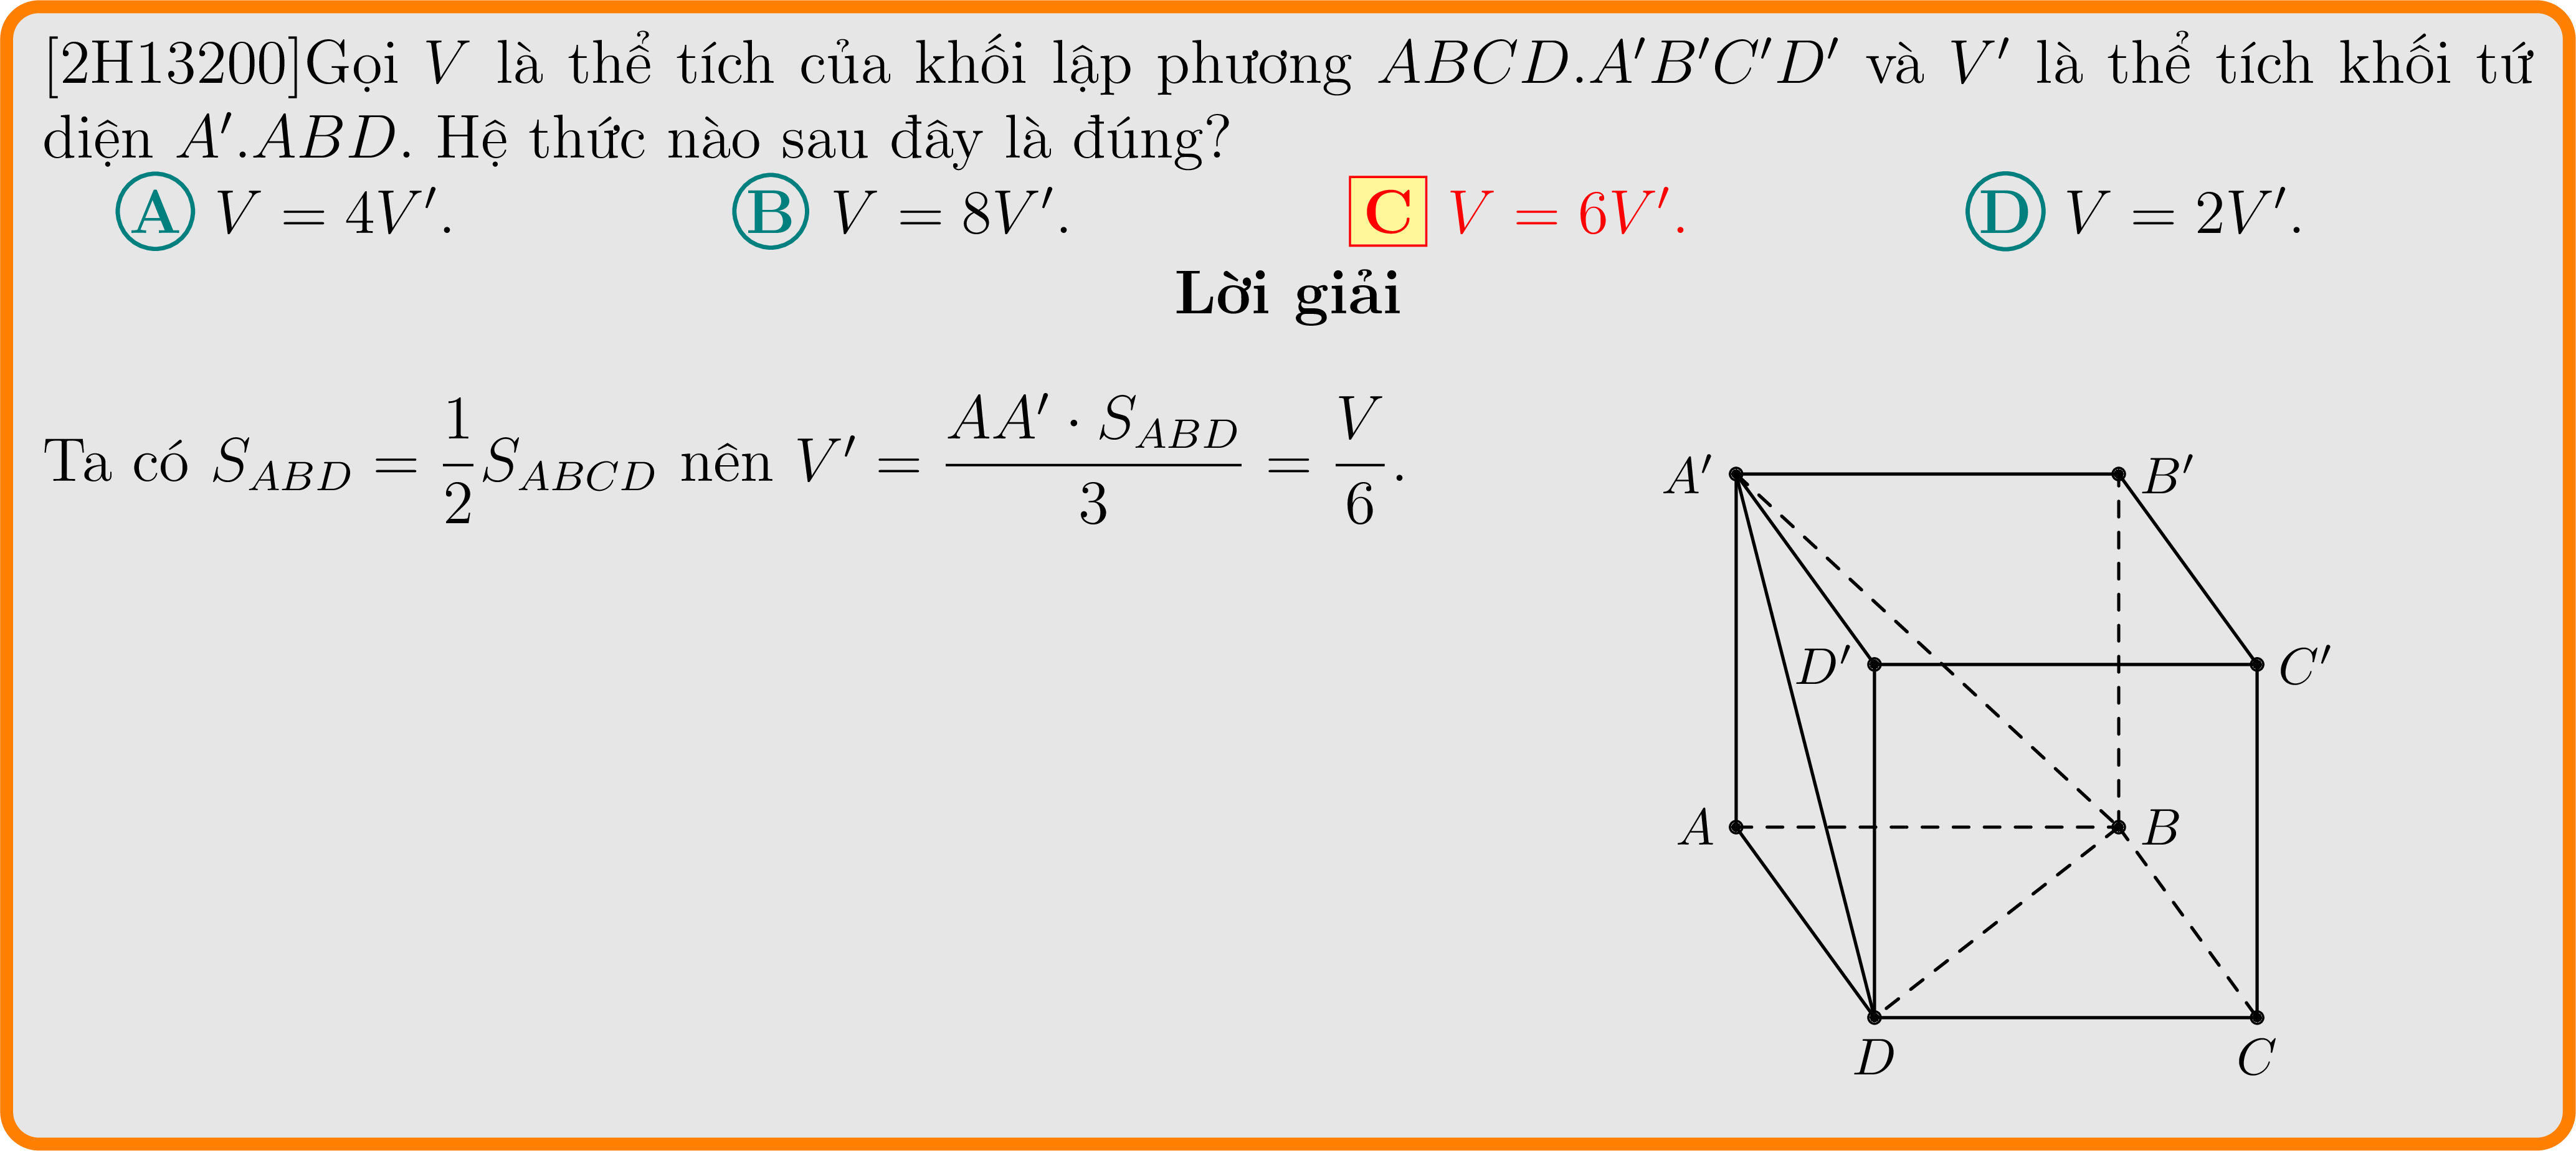 [2H13200]Gọi V là thể tích của khối lập phương ABCD.A′B′C′D′ và V′ là thể tích khối tứ
diện A′.ABD. Hệ thức nào sau đây là đúng?
A V = 4V′. B V = 8V′. C V = 6V′. D V = 2V′.
Lời giải
Ta có S_{ABD} = \frac{1}{2}S_{ABCD} nên V′ = \frac{AA′ · S_{ABD}}{3} = \frac{V}{6}.
A′ B′
D′ C′
A B
D C